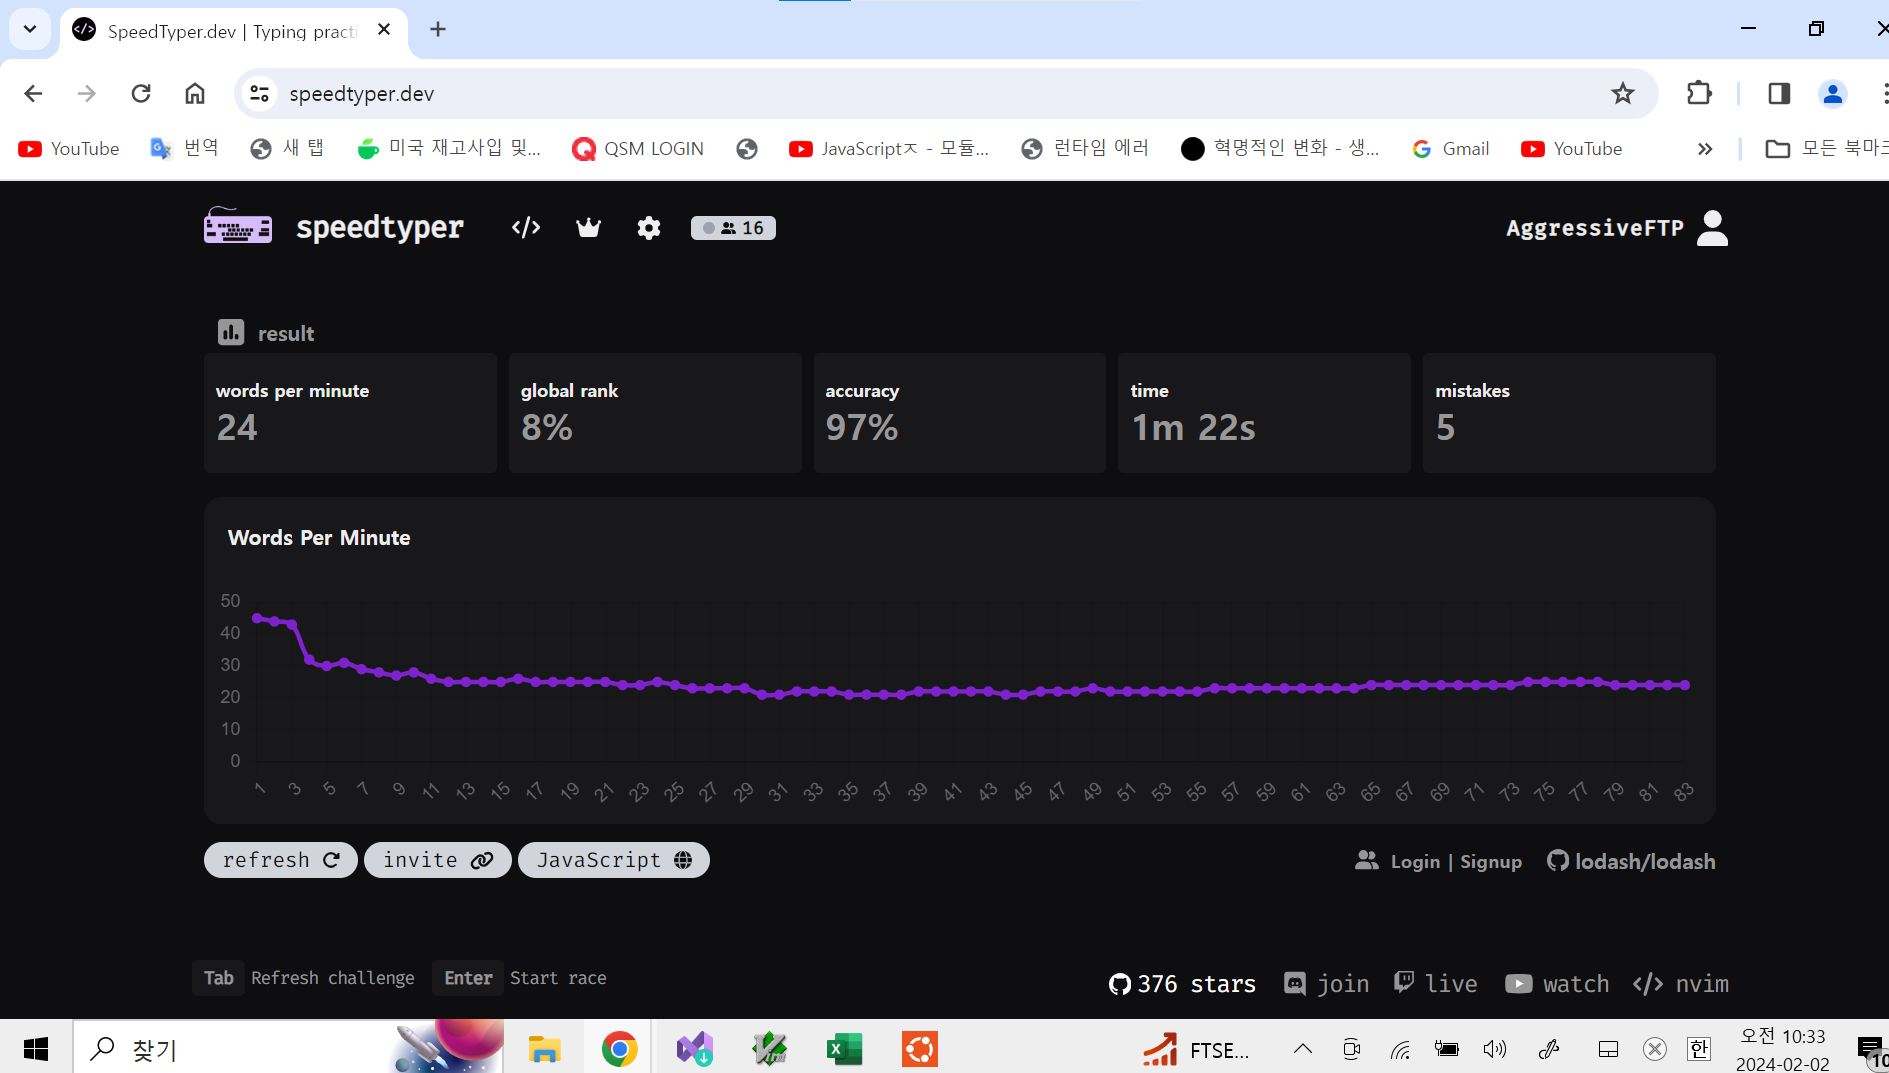 SpeedTyper.dev | Typing practi
speedtyper.dev
YouTube 번역 새 탭 미국 재고사입 및... QSM LOGIN JavaScriptㅈ - 모듈... 런타임 에러 혁명적인 변화 - 생... Gmail YouTube » 모든 북마크
speedtyper </> 16 AggressiveFTP
result
words per minute global rank accuracy time mistakes
24 8% 97% 1m 22s 5
Words Per Minute
50
40
30
20
10
0
1 3 5 7 9 11 13 15 17 19 21 23 25 27 29 31 33 35 37 39 41 43 45 47 49 51 53 55 57 59 61 63 65 67 69 71 73 75 77 79 81 83
refresh invite JavaScript Login | Signup lodash/lodash
Tab Refresh challenge Enter Start race 376 stars join live watch </> nvim
찾기 Vim FTSE... 한 오전 10:33
2024-02-02 10